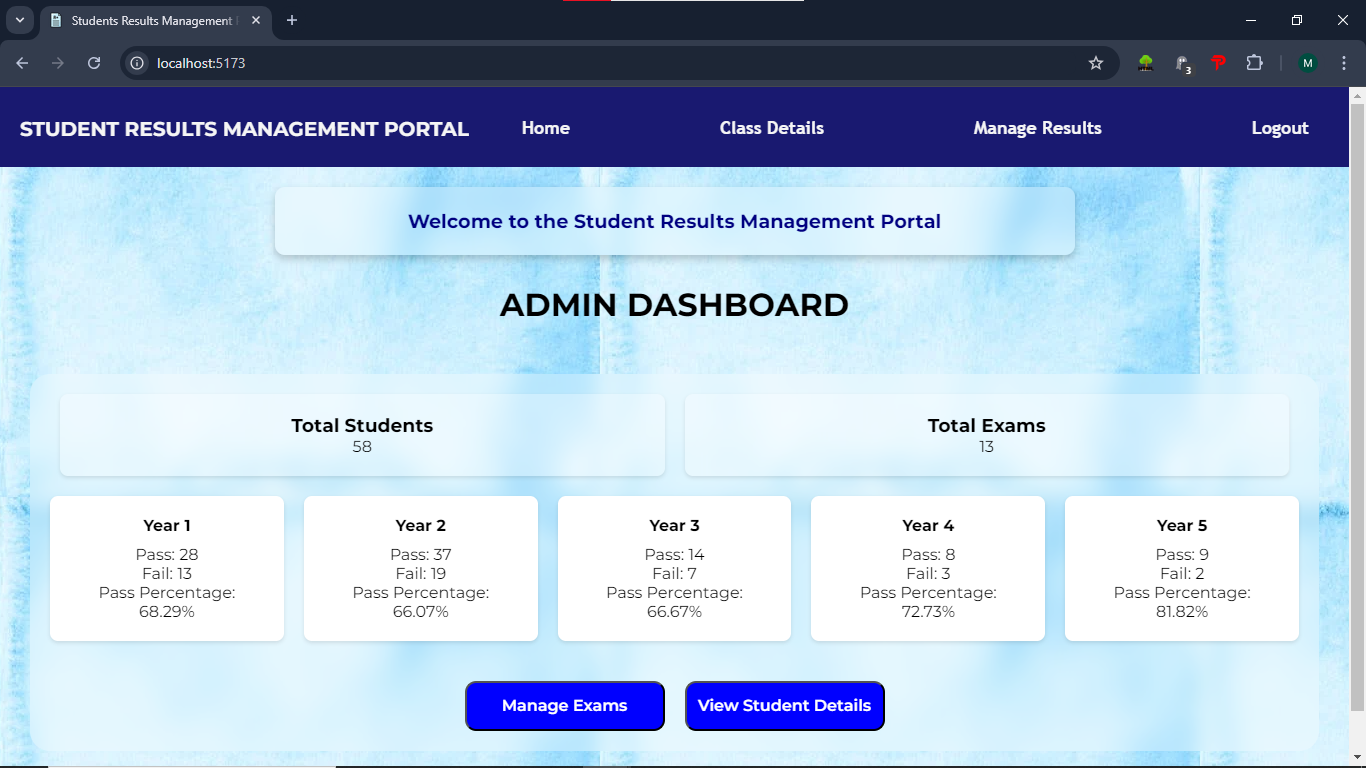 Students Results Management
localhost:5173
3
M
STUDENT RESULTS MANAGEMENT PORTAL Home Class Details Manage Results Logout
Welcome to the Student Results Management Portal
ADMIN DASHBOARD
Total Students
58
Total Exams
13
Year 1
Pass: 28
Fail: 13
Pass Percentage:
68.29%
Year 2
Pass: 37
Fail: 19
Pass Percentage:
66.07%
Year 3
Pass: 14
Fail: 7
Pass Percentage:
66.67%
Year 4
Pass: 8
Fail: 3
Pass Percentage:
72.73%
Year 5
Pass: 9
Fail: 2
Pass Percentage:
81.82%
Manage Exams
View Student Details